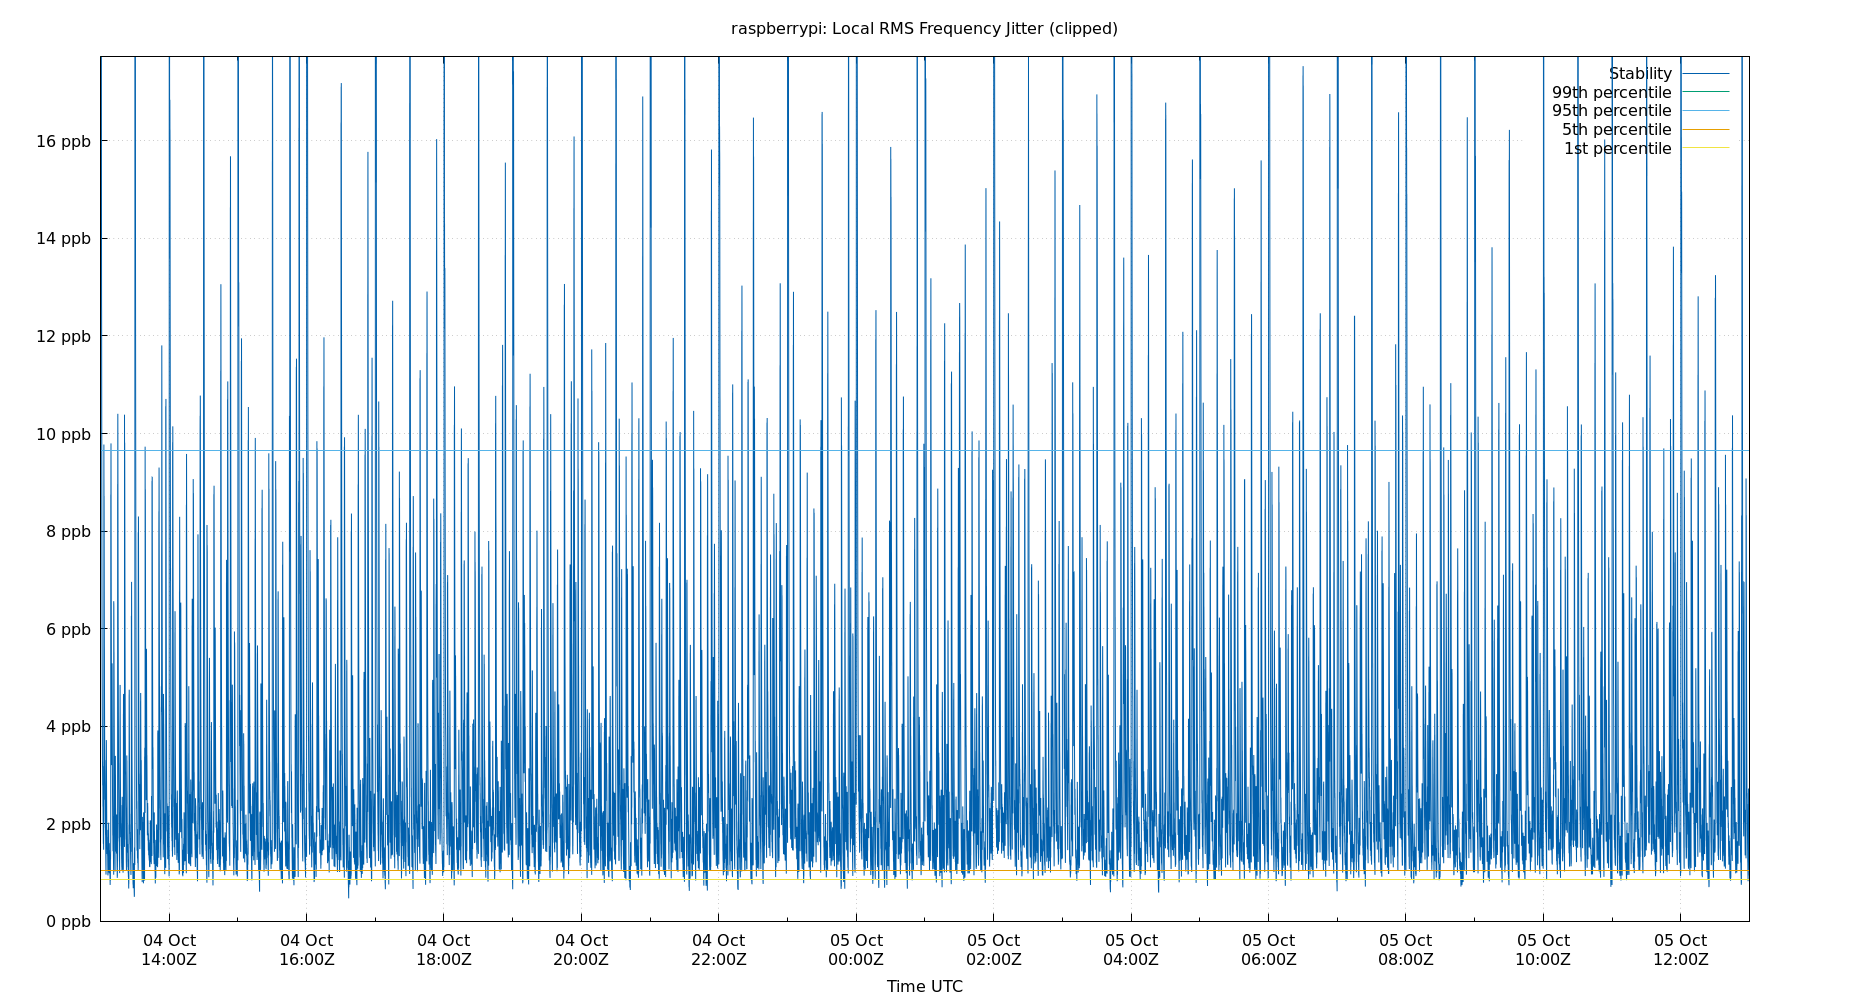 raspberrypi: Local RMS Frequency Jitter (clipped)
Stability
99th percentile
95th percentile
5th percentile
1st percentile
16 ppb
14 ppb
12 ppb
10 ppb
8 ppb
6 ppb
4 ppb
2 ppb
0 ppb
04 Oct 04 Oct 04 Oct 04 Oct 04 Oct 05 Oct 05 Oct 05 Oct 05 Oct 05 Oct 05 Oct 05 Oct
14:00Z 16:00Z 18:00Z 20:00Z 22:00Z 00:00Z 02:00Z 04:00Z 06:00Z 08:00Z 10:00Z 12:00Z
Time UTC